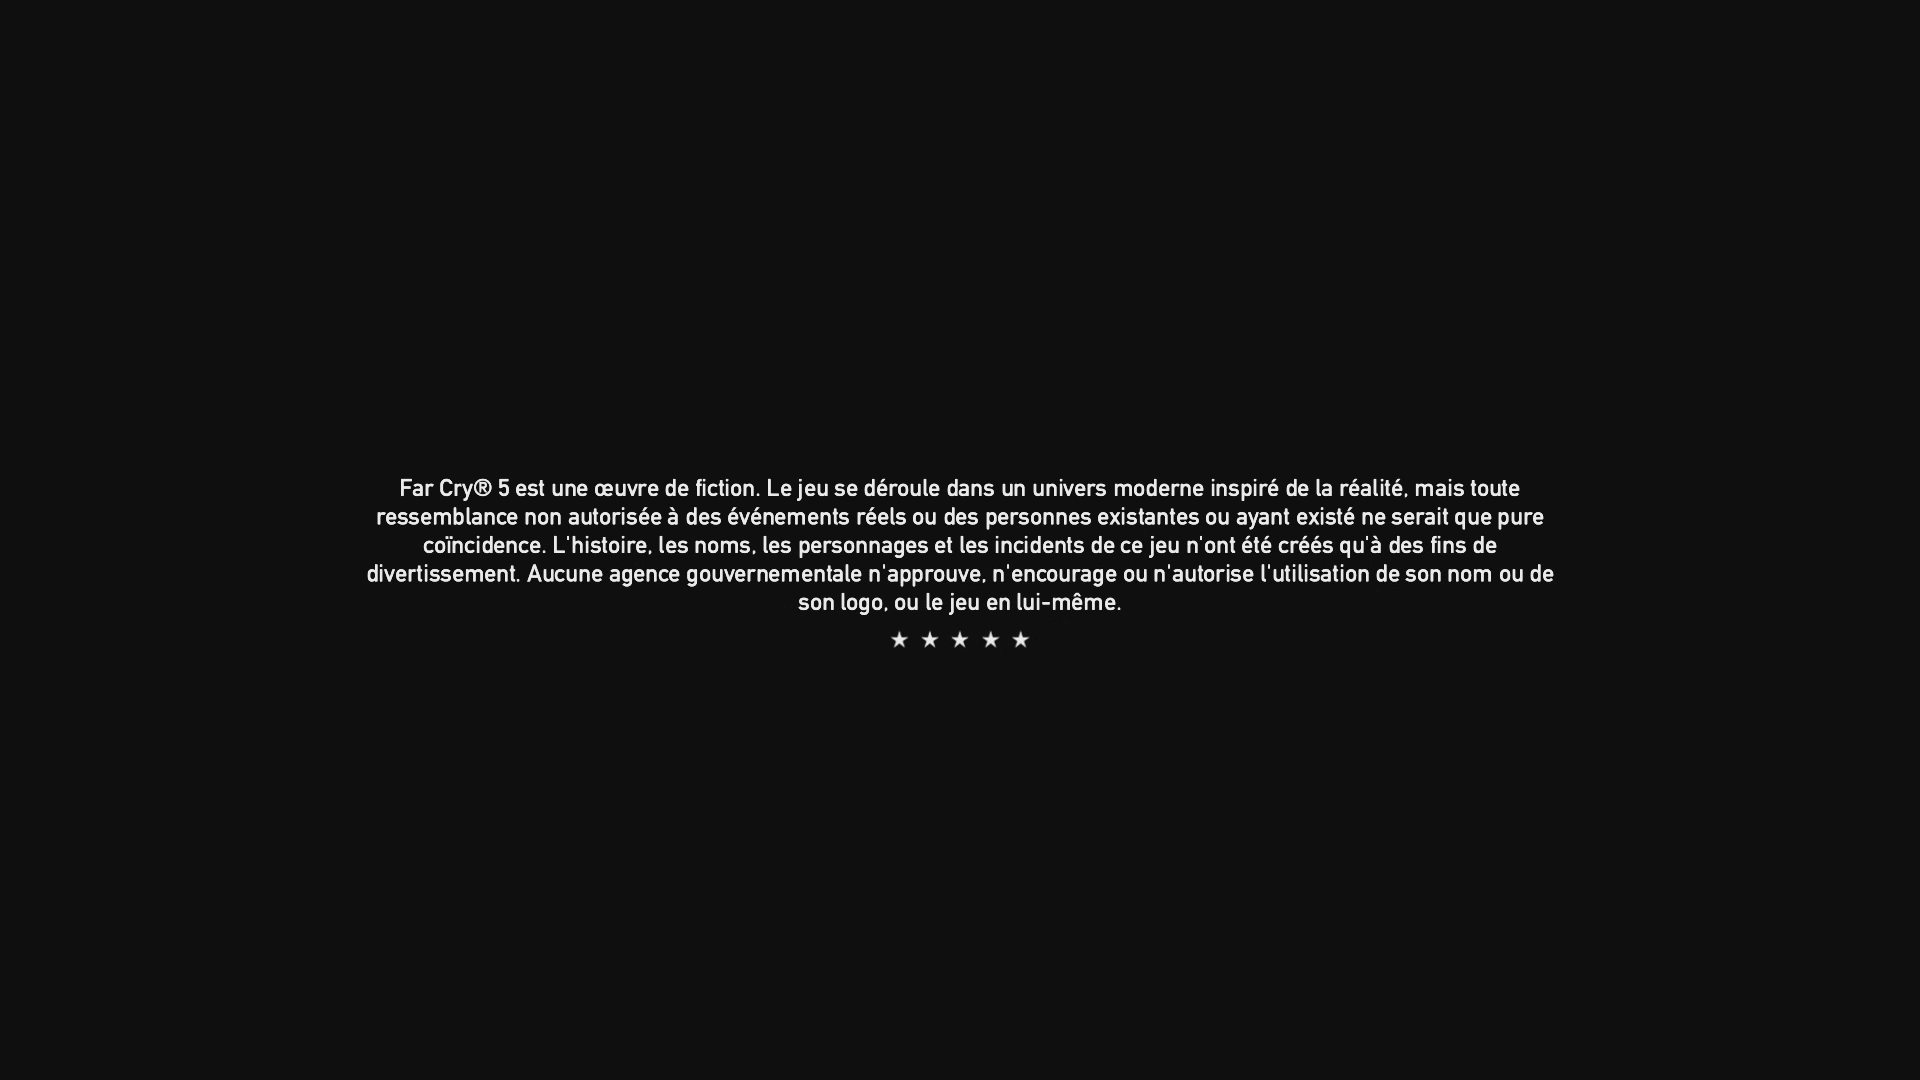 Far Cry® 5 est une œuvre de fiction. Le jeu se déroule dans un univers moderne inspiré de la réalité, mais toute
ressemblance non autorisée à des événements réels ou des personnes existantes ou ayant existé ne serait que pure
coïncidence. L'histoire, les noms, les personnages et les incidents de ce jeu n'ont été créés qu'à des fins de
divertissement. Aucune agence gouvernementale n'approuve, n'encourage ou n'autorise l'utilisation de son nom ou de
son logo, ou le jeu en lui-même.
★ ★ ★ ★ ★